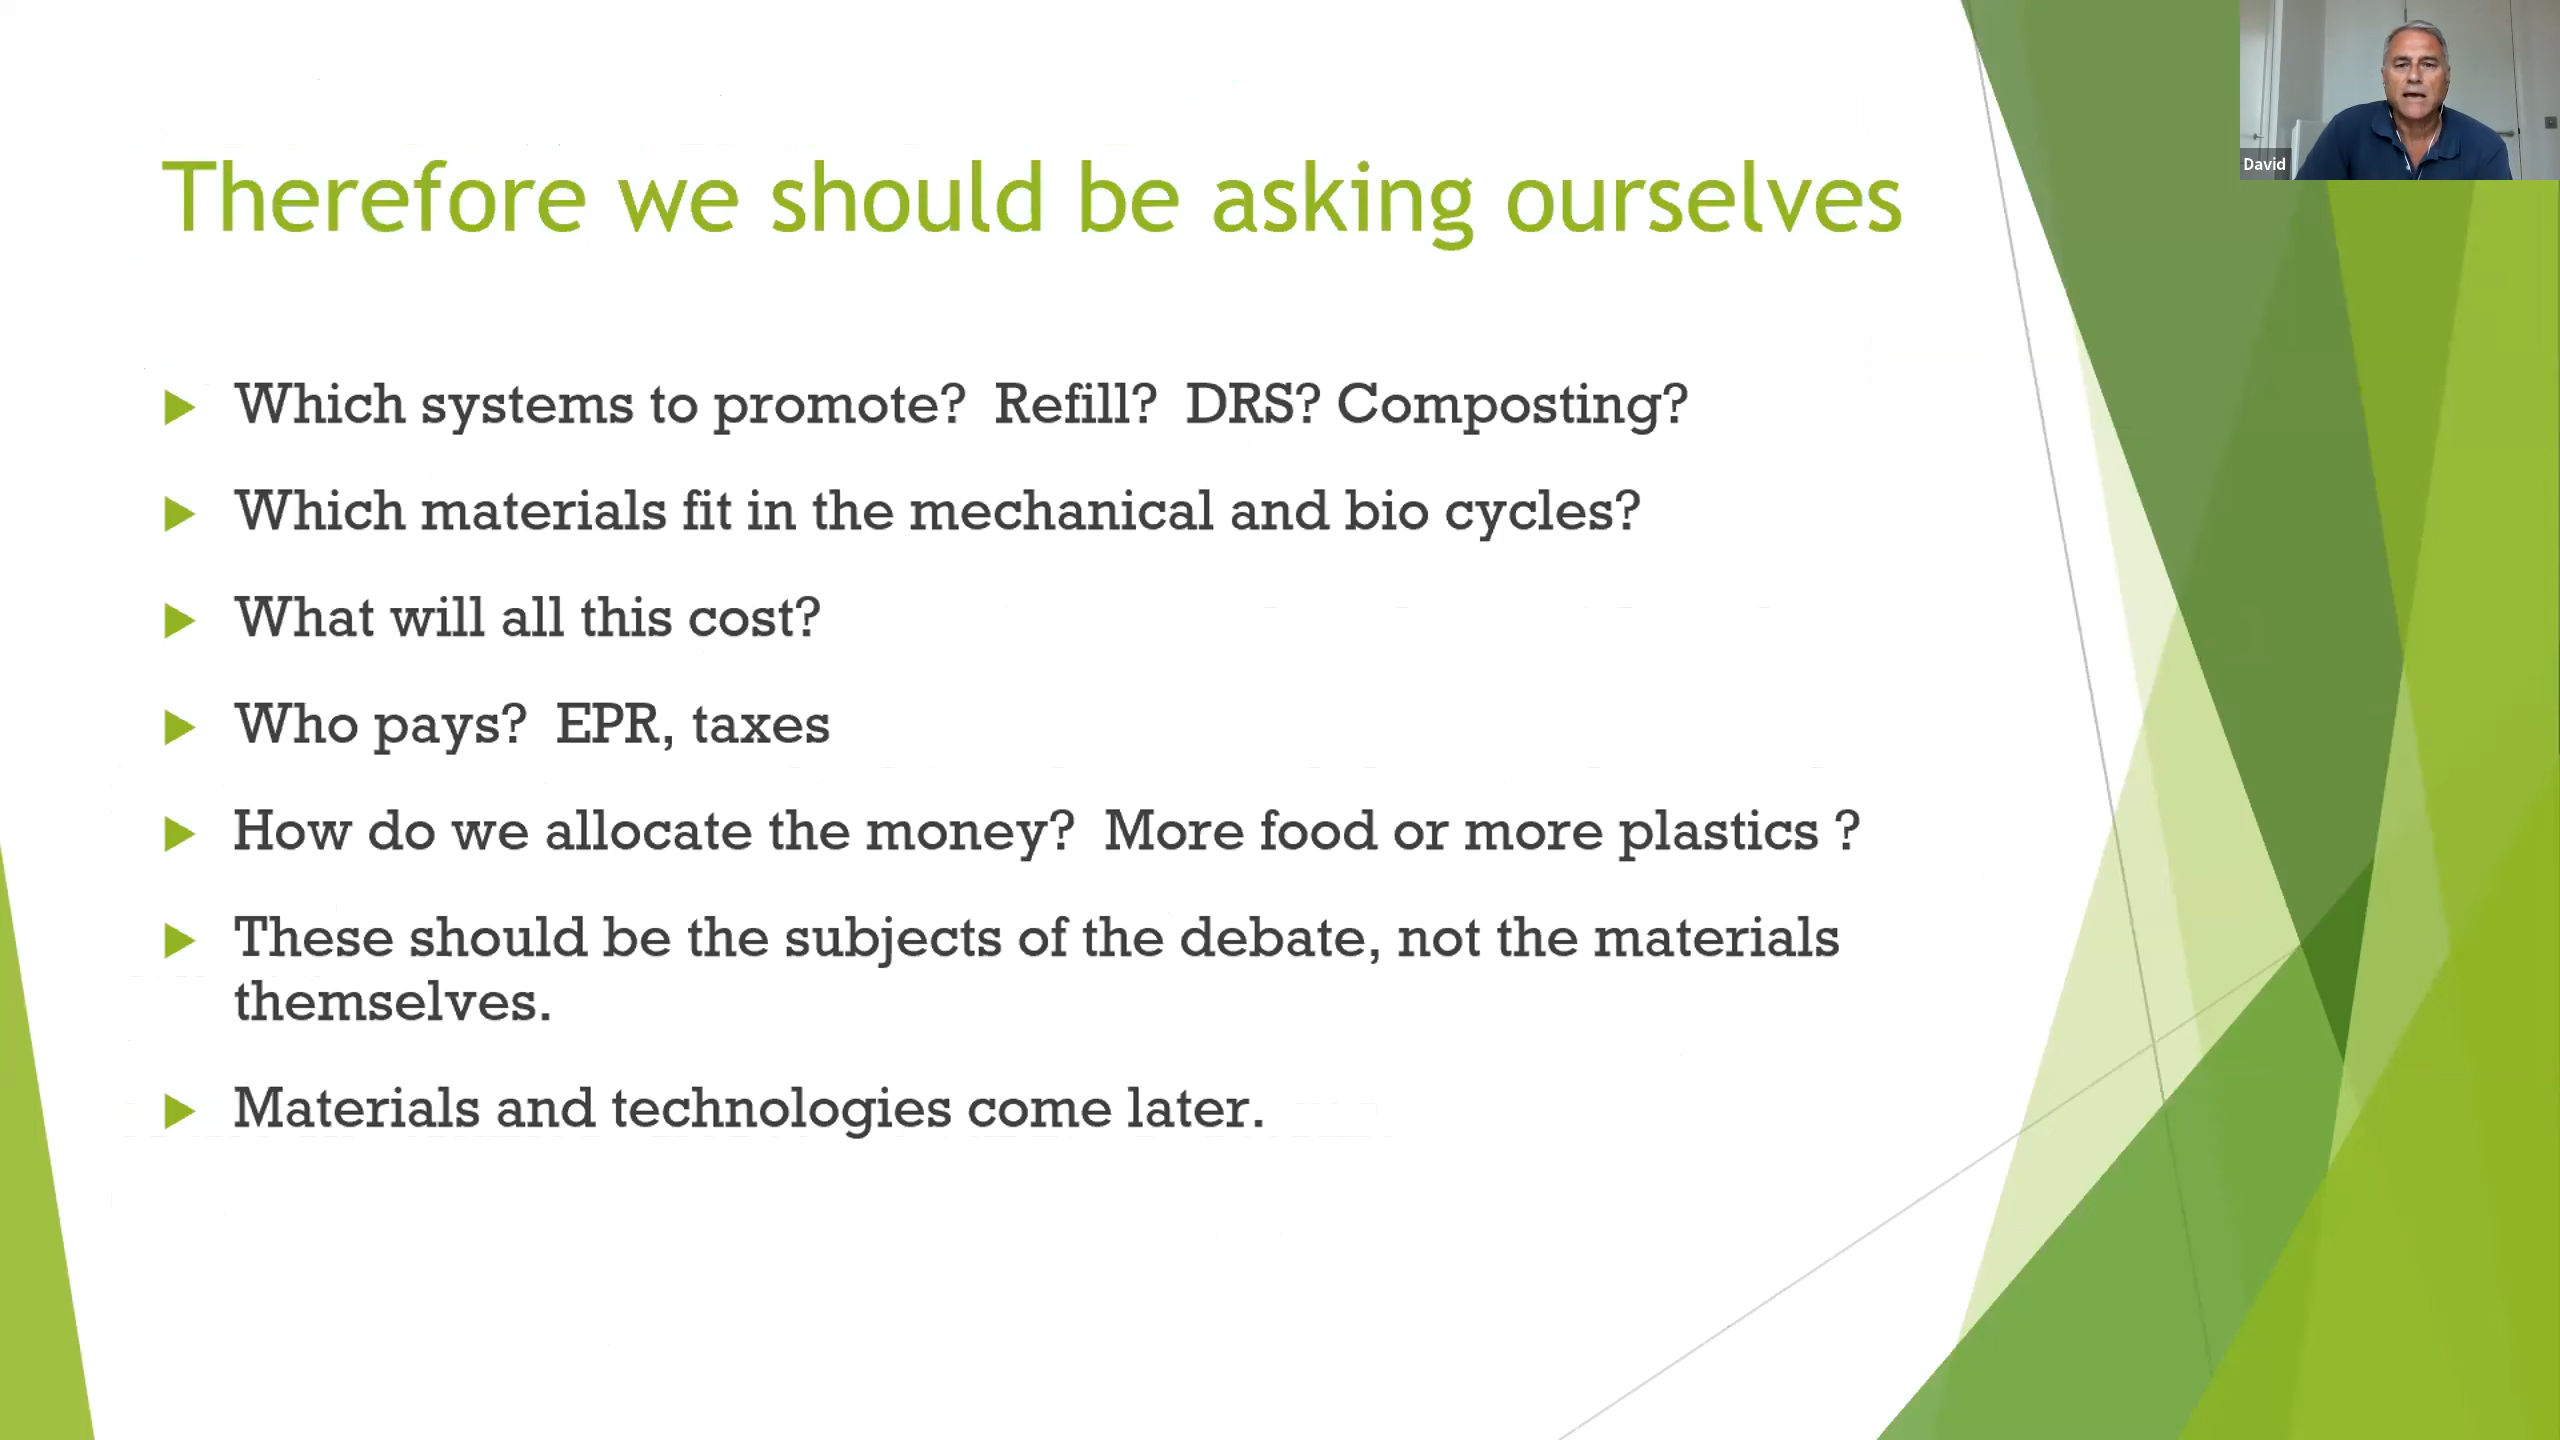 Therefore we should be asking ourselves
Which systems to promote?  Refill?  DRS? Composting?
Which materials fit in the mechanical and bio cycles?
What will all this cost?
Who pays?  EPR, taxes
How do we allocate the money?  More food or more plastics ?
These should be the subjects of the debate, not the materials
themselves.
Materials and technologies come later.
David